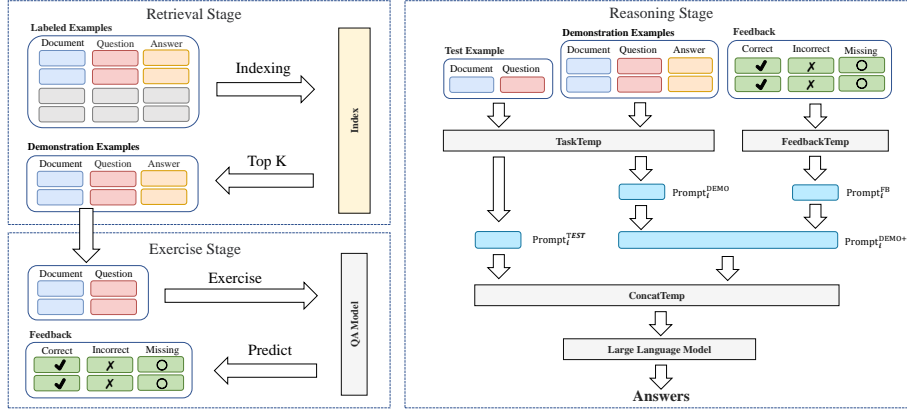 Retrieval Stage
Labeled Examples
Document Question Answer
Indexing
Index
Demonstration Examples
Document Question Answer
Top K
Exercise Stage
Document Question
Exercise
QA Model
Feedback
Correct Incorrect Missing
✔ ✗ O
✔ ✗ O
Predict
Reasoning Stage
Test Example
Document Question
Demonstration Examples
Document Question Answer
Feedback
Correct Incorrect Missing
✔ ✗ O
✔ ✗ O
TaskTemp
FeedbackTemp
Prompt_i^DEMO
Prompt_i^FB
Prompt_i^TEST
Prompt_i^DEMO+
ConcatTemp
Large Language Model
Answers